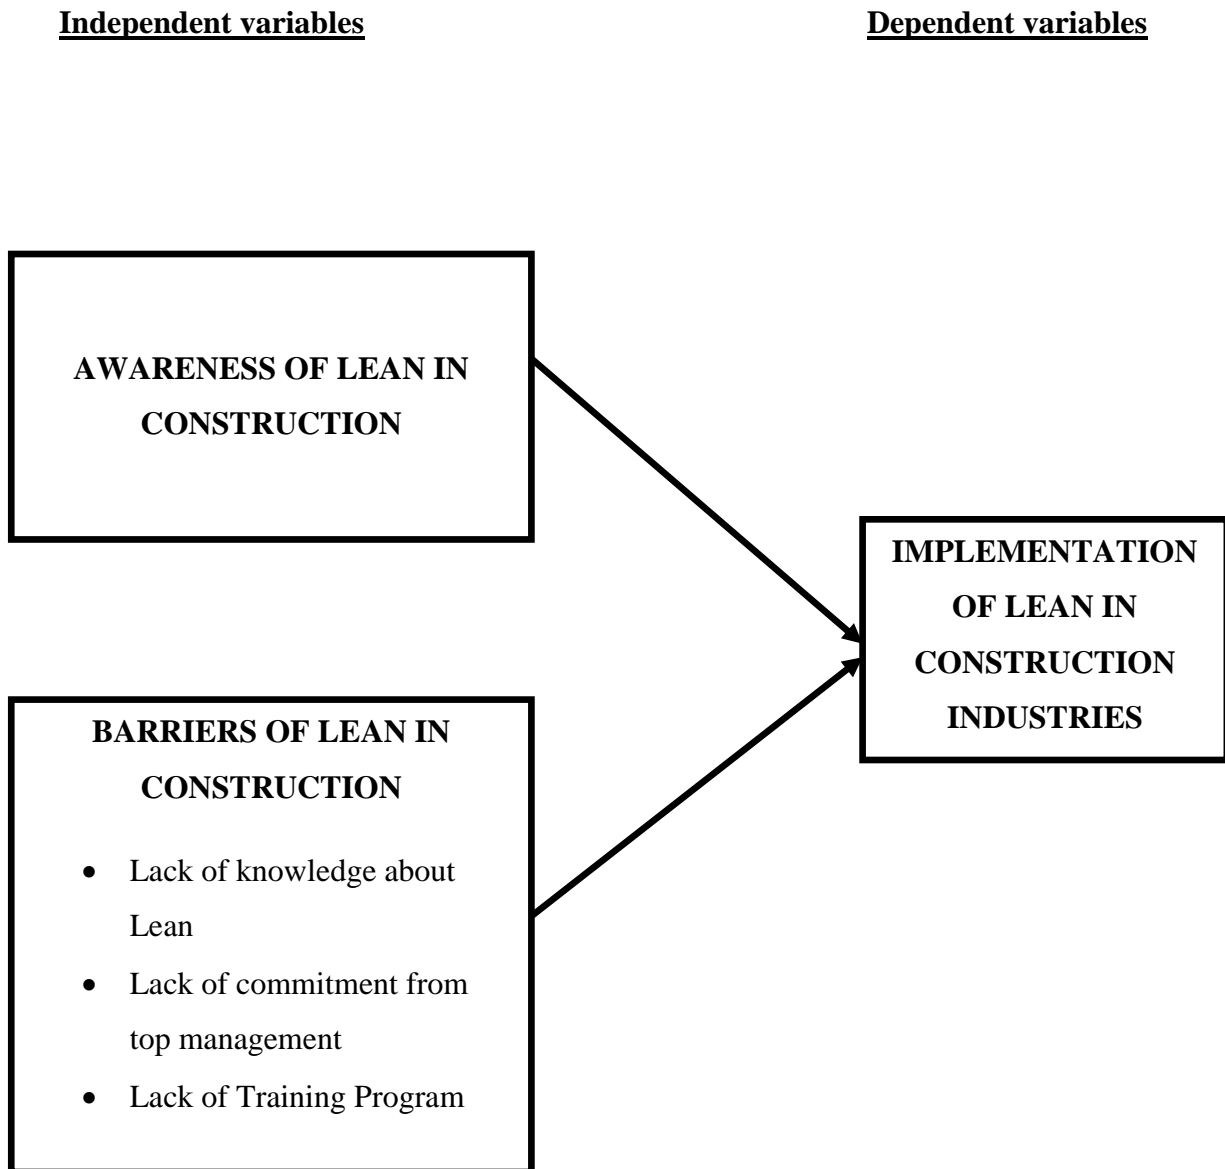 Independent variables
Dependent variables
AWARENESS OF LEAN IN
CONSTRUCTION
IMPLEMENTATION
OF LEAN IN
CONSTRUCTION
INDUSTRIES
BARRIERS OF LEAN IN
CONSTRUCTION
• Lack of knowledge about
Lean
• Lack of commitment from
top management
• Lack of Training Program